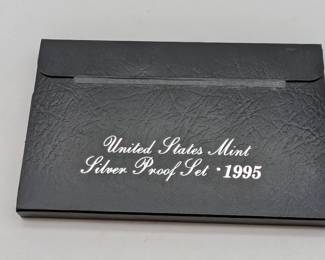 United States Mint
Silver Proof Set · 1995